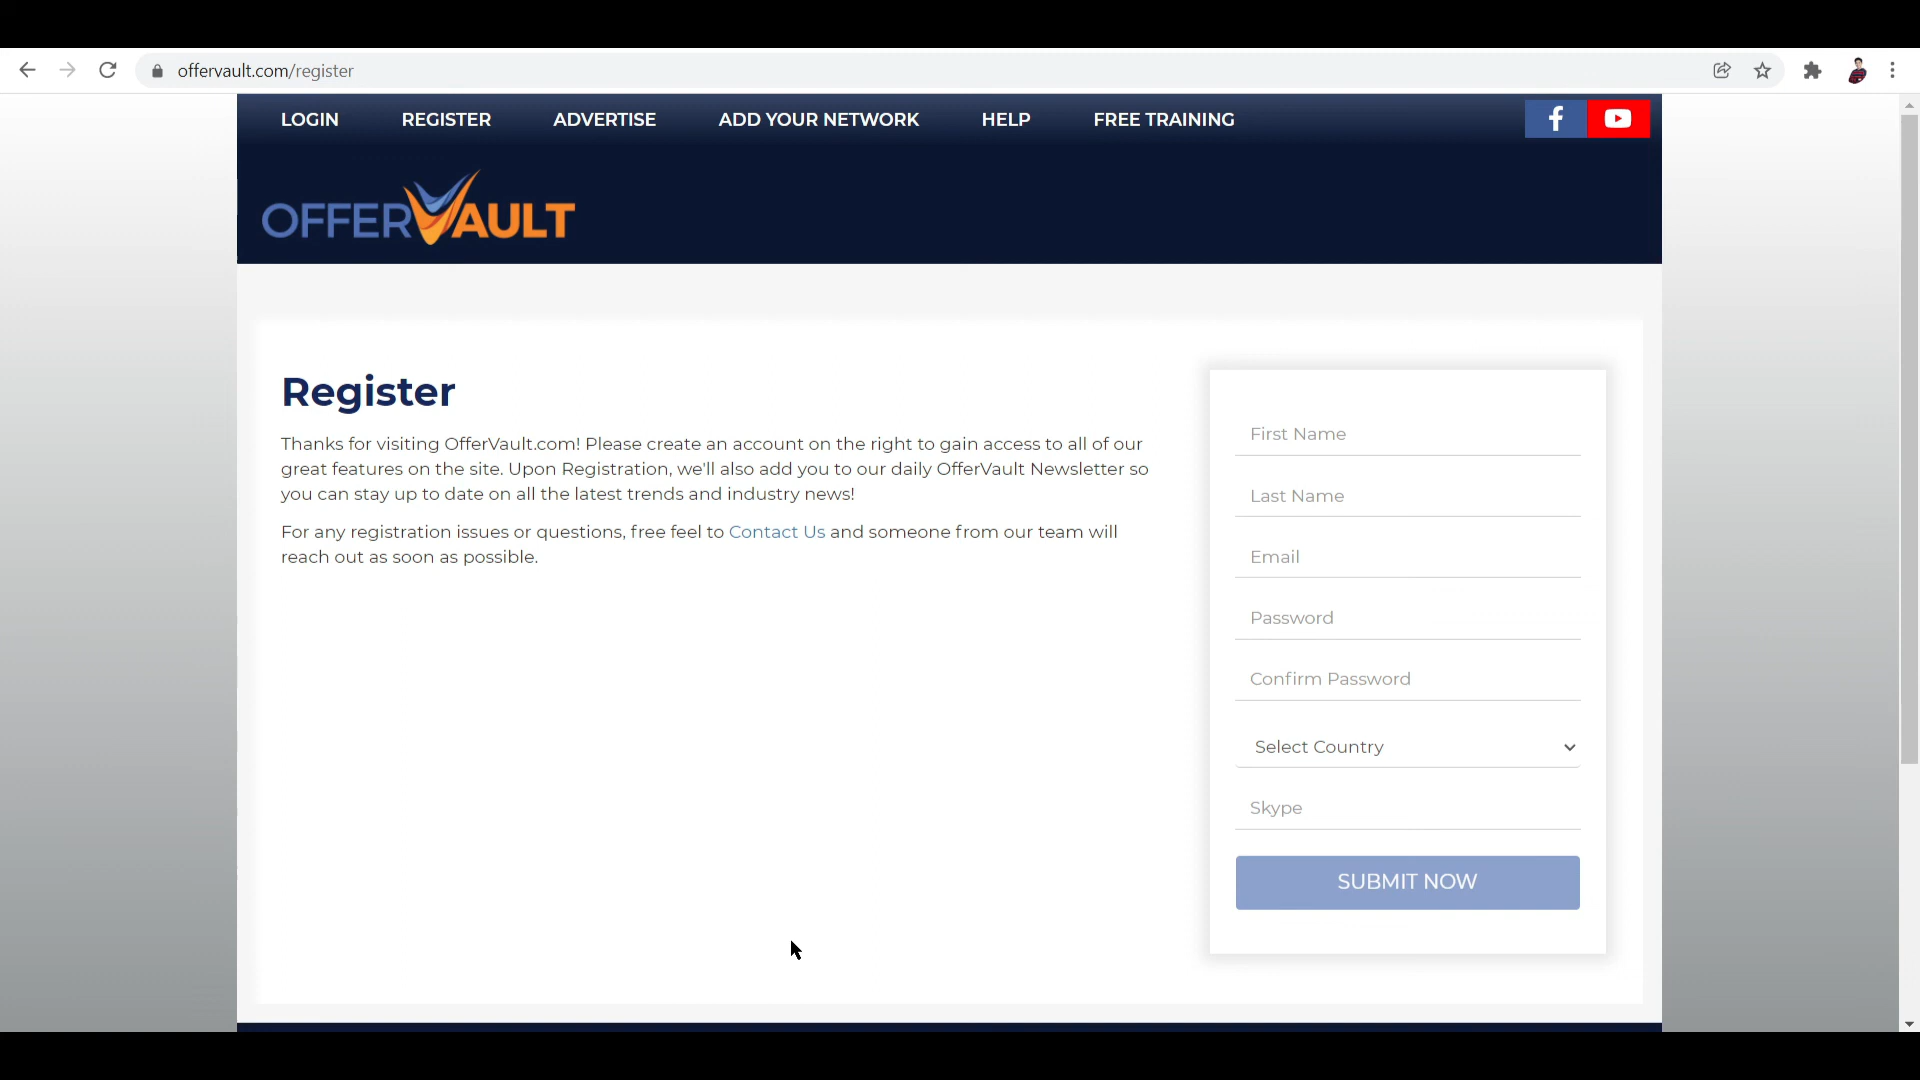 offervault.com/register
LOGIN REGISTER ADVERTISE ADD YOUR NETWORK HELP FREE TRAINING
OFFERVAULT
Register
Thanks for visiting OfferVault.com! Please create an account on the right to gain access to all of our
great features on the site. Upon Registration, we'll also add you to our daily OfferVault Newsletter so
you can stay up to date on all the latest trends and industry news!
For any registration issues or questions, free feel to Contact Us and someone from our team will
reach out as soon as possible.
First Name
Last Name
Email
Password
Confirm Password
Select Country
Skype
SUBMIT NOW